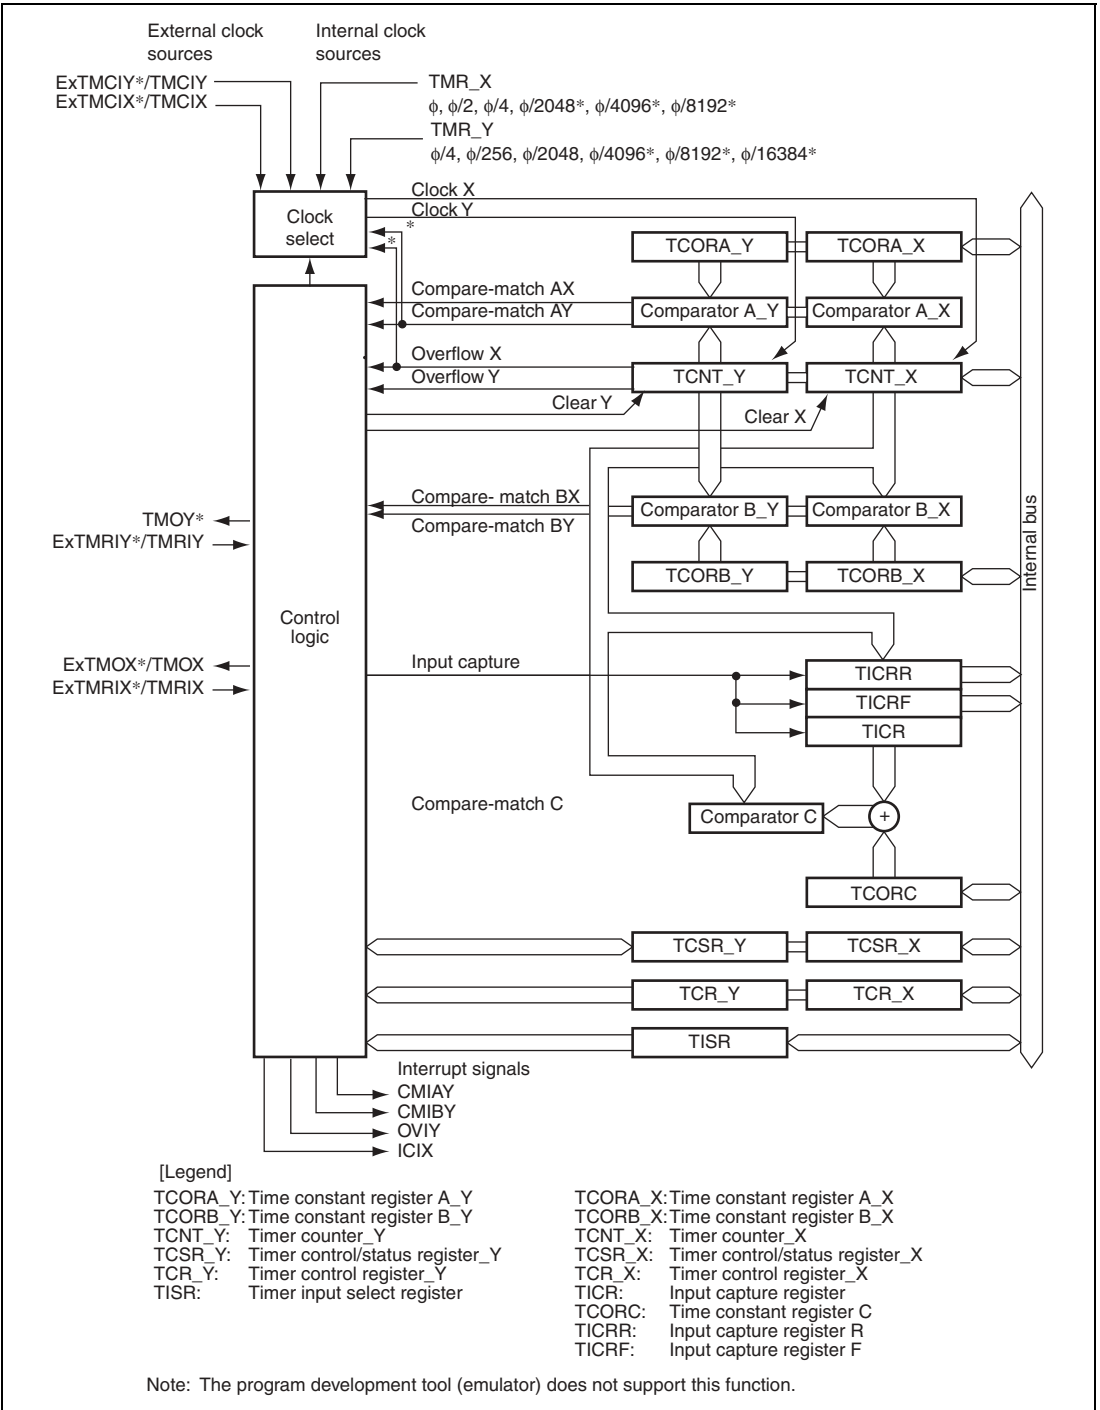 External clock sources
Internal clock sources
ExTMCIY*/TMCIY
ExTMCIX*/TMCIX
TMR_X
ϕ, ϕ/2, ϕ/4, ϕ/2048*, ϕ/4096*, ϕ/8192*
TMR_Y
ϕ/4, ϕ/256, ϕ/2048, ϕ/4096*, ϕ/8192*, ϕ/16384*
Clock select
Clock X
Clock Y
*
*
TCORA_Y
TCORA_X
Compare-match AX
Compare-match AY
Comparator A_Y
Comparator A_X
Overflow X
Overflow Y
TCNT_Y
TCNT_X
Clear Y
Clear X
Compare- match BX
Compare-match BY
Comparator B_Y
Comparator B_X
TCORB_Y
TCORB_X
Internal bus
TMOY*
ExTMRIY*/TMRIY
Control logic
ExTMOX*/TMOX
ExTMRIX*/TMRIX
Input capture
TICRR
TICRF
TICR
Compare-match C
Comparator C
+
TCORC
TCSR_Y
TCSR_X
TCR_Y
TCR_X
TISR
Interrupt signals
CMIAY
CMIBY
OVIY
ICIX
[Legend]
TCORA_Y: Time constant register A_Y
TCORB_Y: Time constant register B_Y
TCNT_Y: Timer counter_Y
TCSR_Y: Timer control/status register_Y
TCR_Y: Timer control register_Y
TISR: Timer input select register
TCORA_X: Time constant register A_X
TCORB_X: Time constant register B_X
TCNT_X: Timer counter_X
TCSR_X: Timer control/status register_X
TCR_X: Timer control register_X
TICR: Input capture register
TCORC: Time constant register C
TICRR: Input capture register R
TICRF: Input capture register F
Note: The program development tool (emulator) does not support this function.